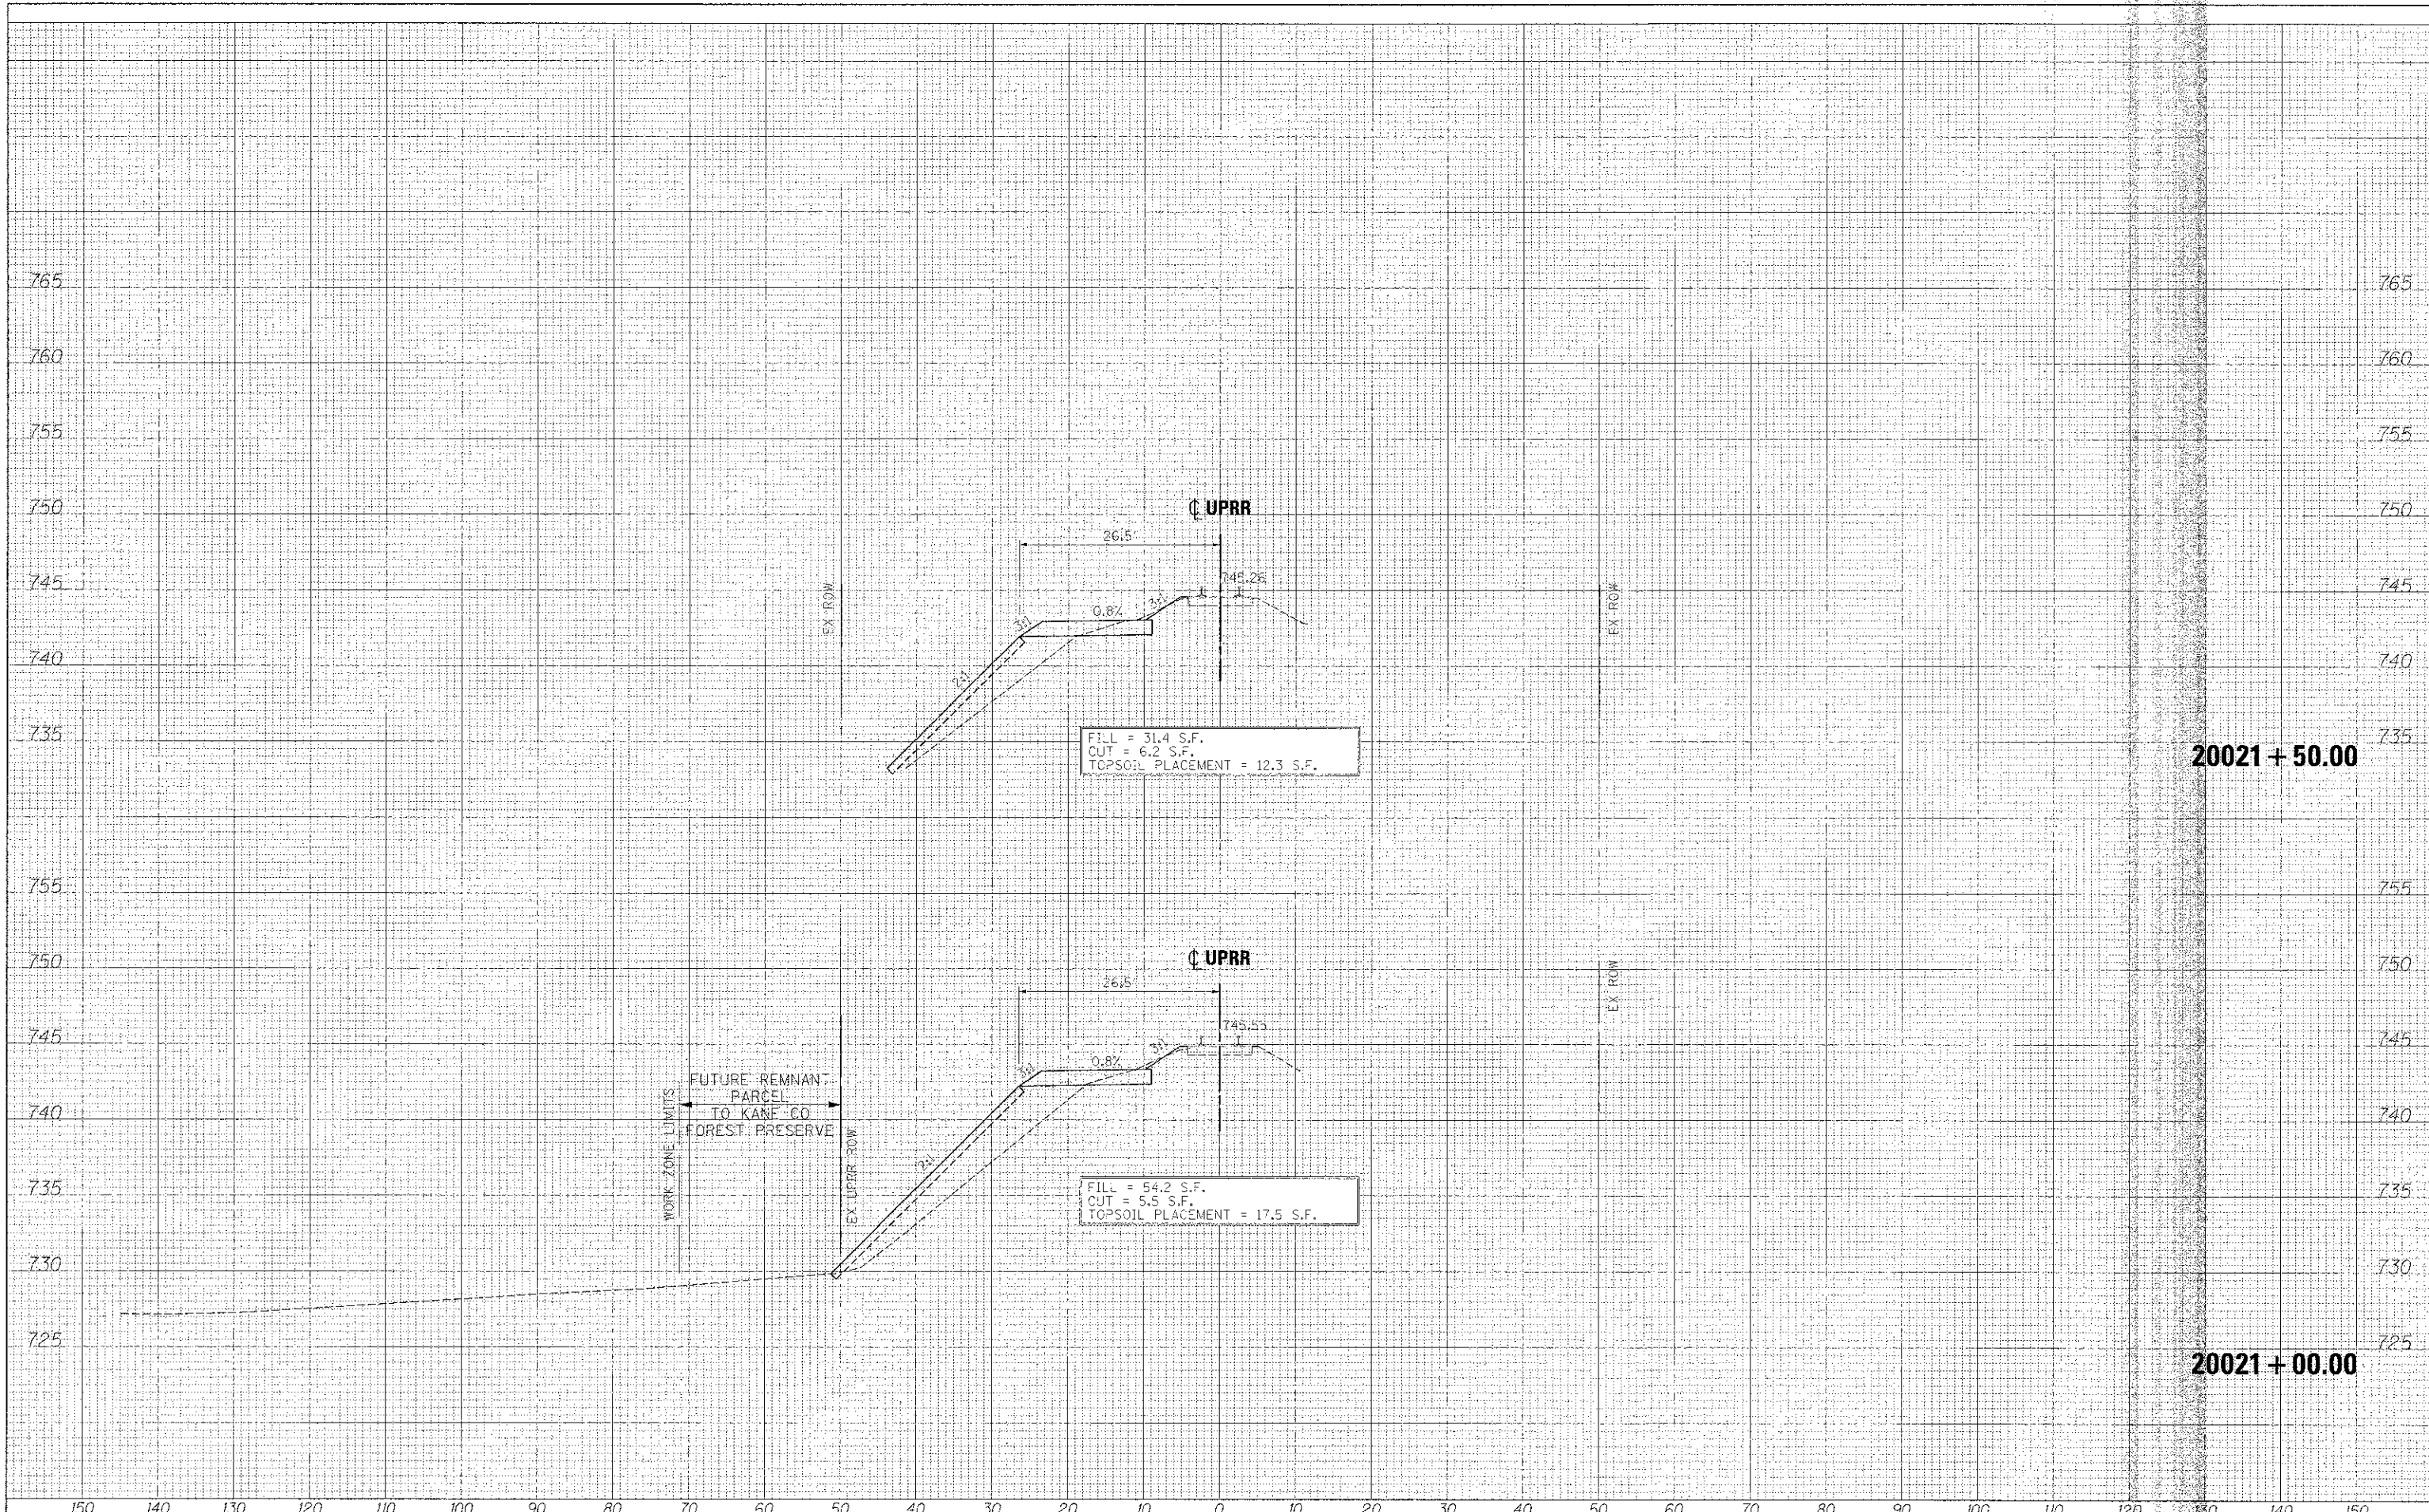 765 765
760 760
755 755
750 750
℄ UPRR
26.5'
745 745
EX ROW
745.26
EX ROW
3:1
0.8%
3:1
740 740
2:1
735 735
FILL = 31.4 S.F.
CUT = 6.2 S.F.
TOPSOIL PLACEMENT = 12.3 S.F.
20021 + 50.00
755 755
750 750
℄ UPRR
26.5'
EX ROW
745 745
745.55
3:1
0.8%
3:1
FUTURE REMNANT
PARCEL
TO KANE CO
FOREST PRESERVE
WORK ZONE LIMITS
EX UPRR ROW
740 740
2:1
735 735
FILL = 54.2 S.F.
CUT = 5.5 S.F.
TOPSOIL PLACEMENT = 17.5 S.F.
730 730
725 725
20021 + 00.00
150 140 130 120 110 100 90 80 70 60 50 40 30 20 10 0 10 20 30 40 50 60 70 80 90 100 110 120 130 140 150